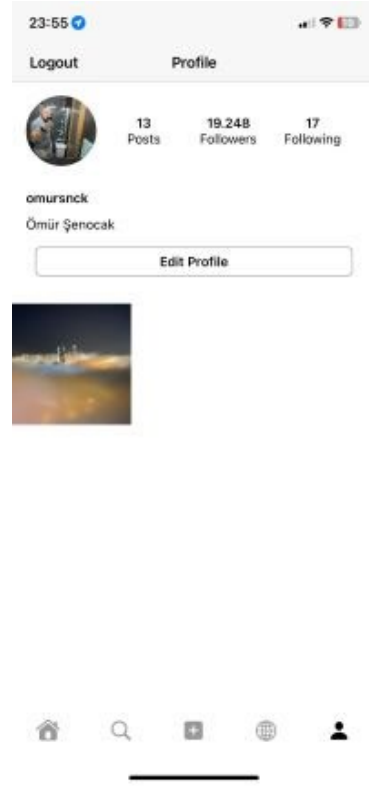 23:55
Logout Profile
13 19.248 17
Posts Followers Following
omursnck
Ömür Şenocak
Edit Profile